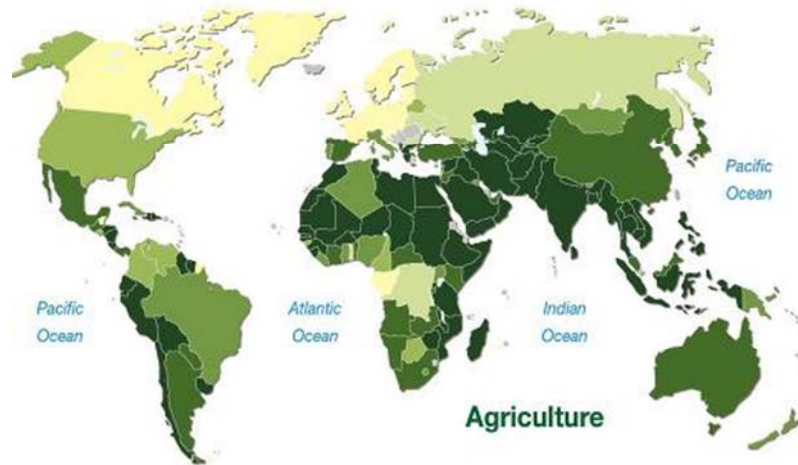 Pacific
Ocean
Pacific
Ocean
Atlantic
Ocean
Indian
Ocean
Agriculture